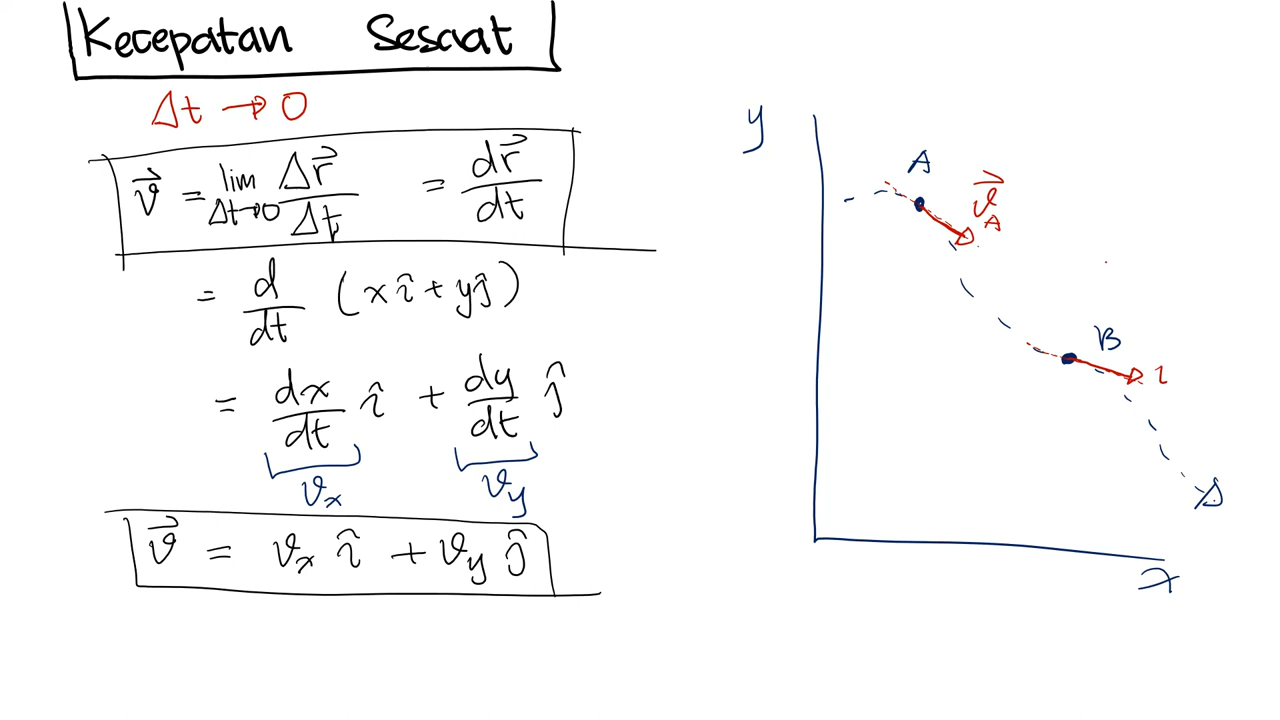 Kecepatan Sesaat
Δt → 0
v⃗ = lim Δt→0 Δr⃗/Δt = dr⃗/dt
= d/dt (x î + y ĵ)
= dx/dt î + dy/dt ĵ
vx vy
v⃗ = vx î + vy ĵ
y
A
v⃗A
B
x